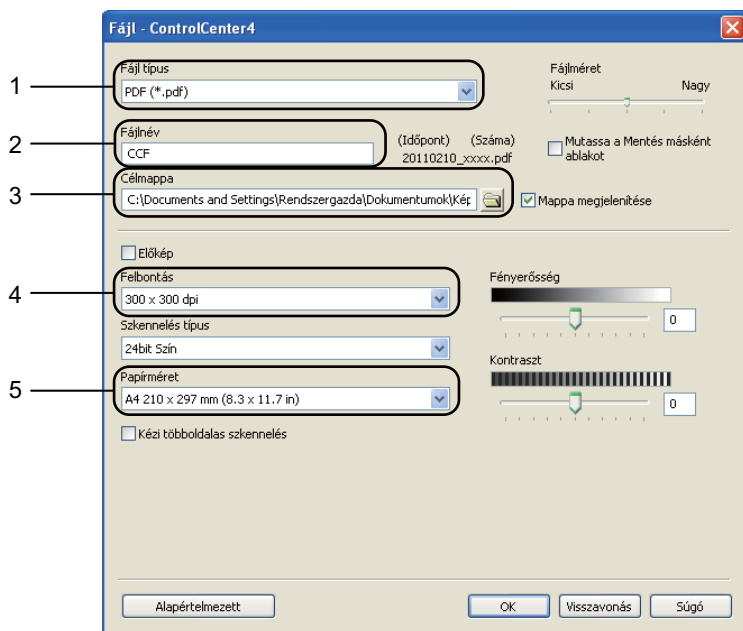 Fájl - ControlCenter4
1
Fájl típus
PDF (*.pdf)
Fájlméret
Kicsi Nagy
2
Fájlnév
CCF
(Időpont) (Száma)
20110210_xxxx.pdf
Mutassa a Mentés másként ablakot
3
Célmappa
C:\Documents and Settings\Rendszergazda\Dokumentumok\Kép
Mappa megjelenítése
Előkép
4
Felbontás
300 x 300 dpi
Szkennelés típus
24bit Szín
5
Papírméret
A4 210 x 297 mm (8.3 x 11.7 in)
Kézi többoldalas szkennelés
Fényerősség
0
Kontraszt
0
Alapértelmezett
OK
Visszavonás
Súgó